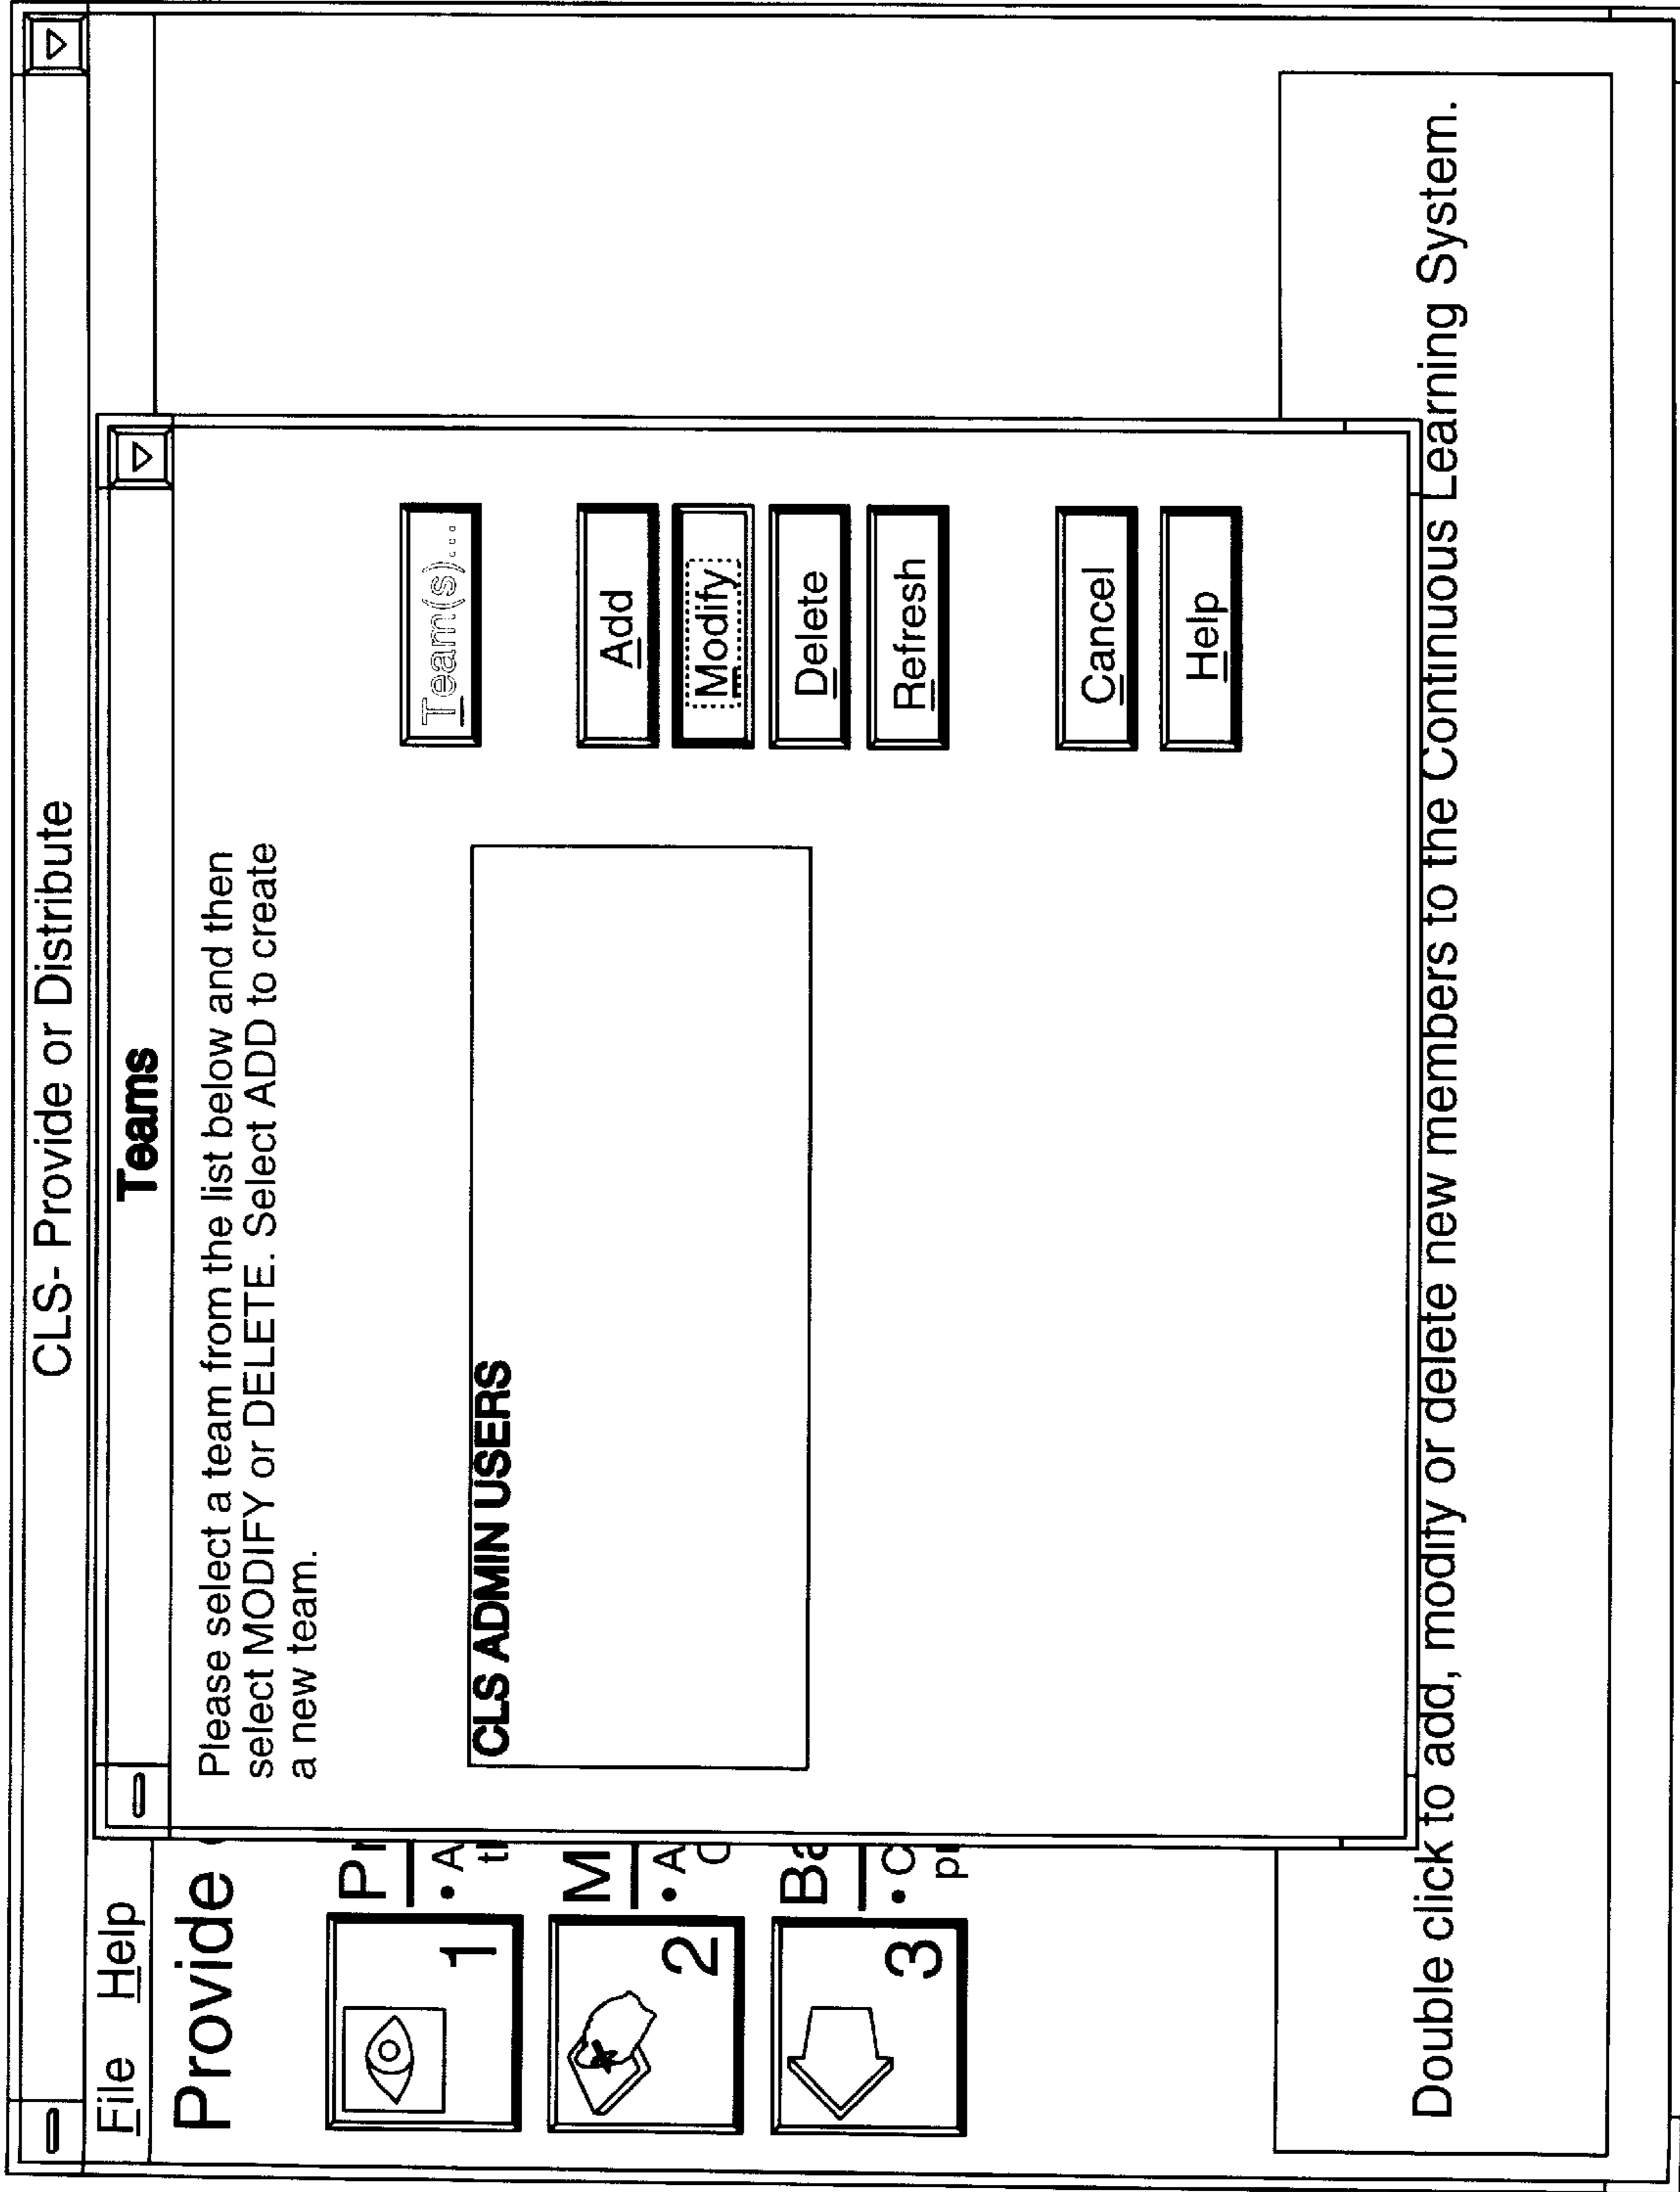 CLS- Provide or Distribute
File Help
Provide
Teams
Please select a team from the list below and then
select MODIFY or DELETE. Select ADD to create
a new team.
Team(s)...
CLS ADMIN USERS
Add
Modify
Delete
Refresh
Cancel
Help
1
2
3
Double click to add, modify or delete new members to the Continuous Learning System.